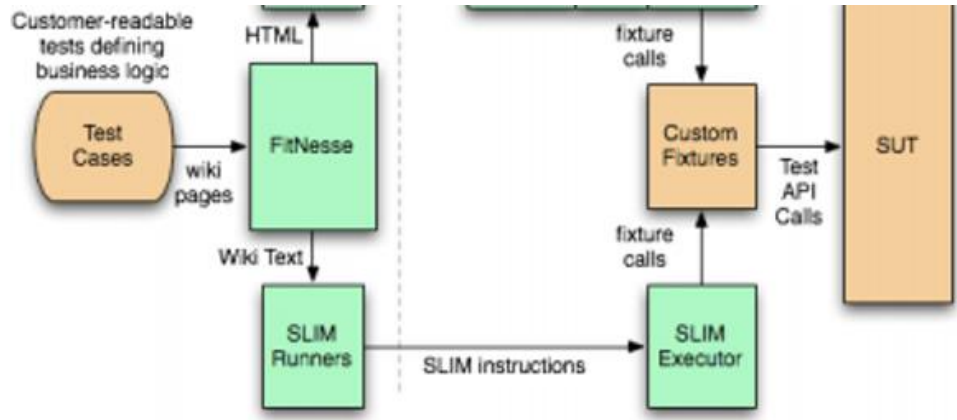 Customer-readable
tests defining
business logic
HTML
fixture
calls
Test
Cases
wiki
pages
FitNesse
Custom
Fixtures
Test
API
Calls
SUT
Wiki Text
fixture
calls
SLIM
Runners
SLIM instructions
SLIM
Executor